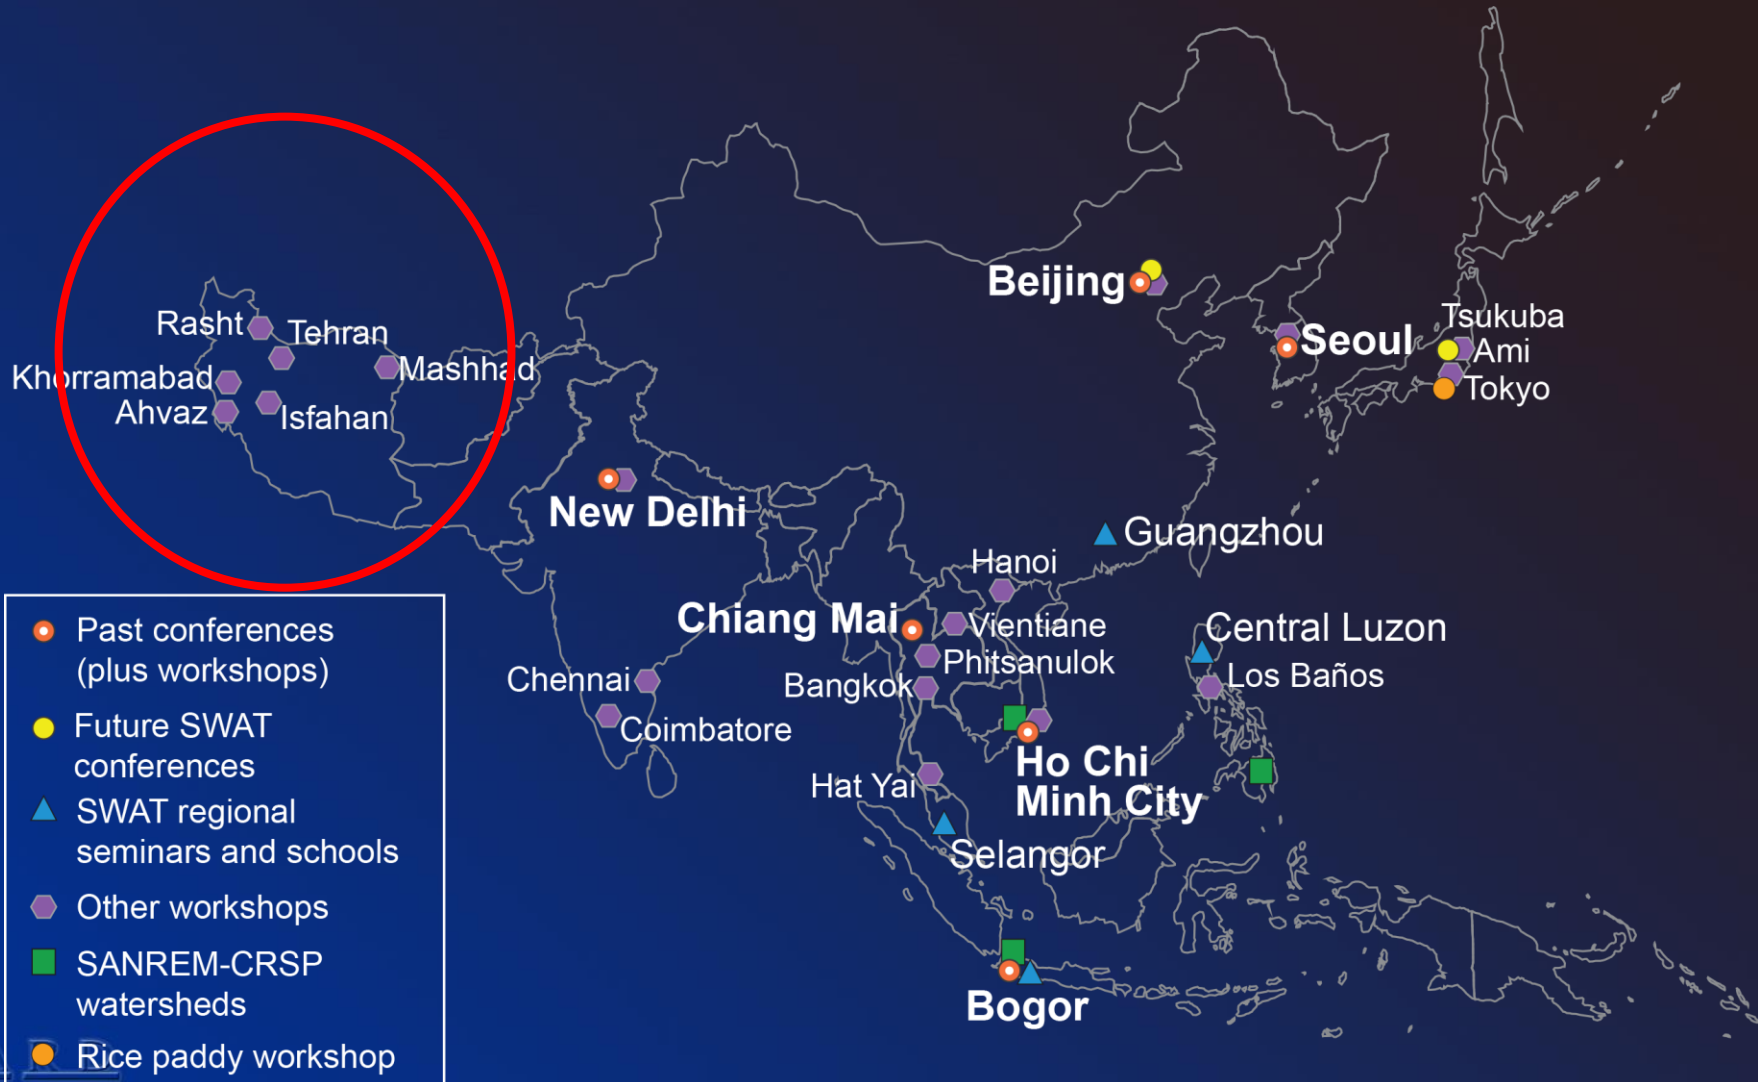 Beijing
Seoul
Tsukuba
Ami
Tokyo
Rasht
Tehran
Khorramabad
Mashhad
Ahvaz
Isfahan
New Delhi
Guangzhou
Hanoi
Chiang Mai
Vientiane
Phitsanulok
Central Luzon
Los Baños
Chennai
Bangkok
Coimbatore
Ho Chi
Minh City
Hat Yai
Selangor
Bogor
Past conferences
(plus workshops)
Future SWAT
conferences
SWAT regional
seminars and schools
Other workshops
SANREM-CRSP
watersheds
Rice paddy workshop